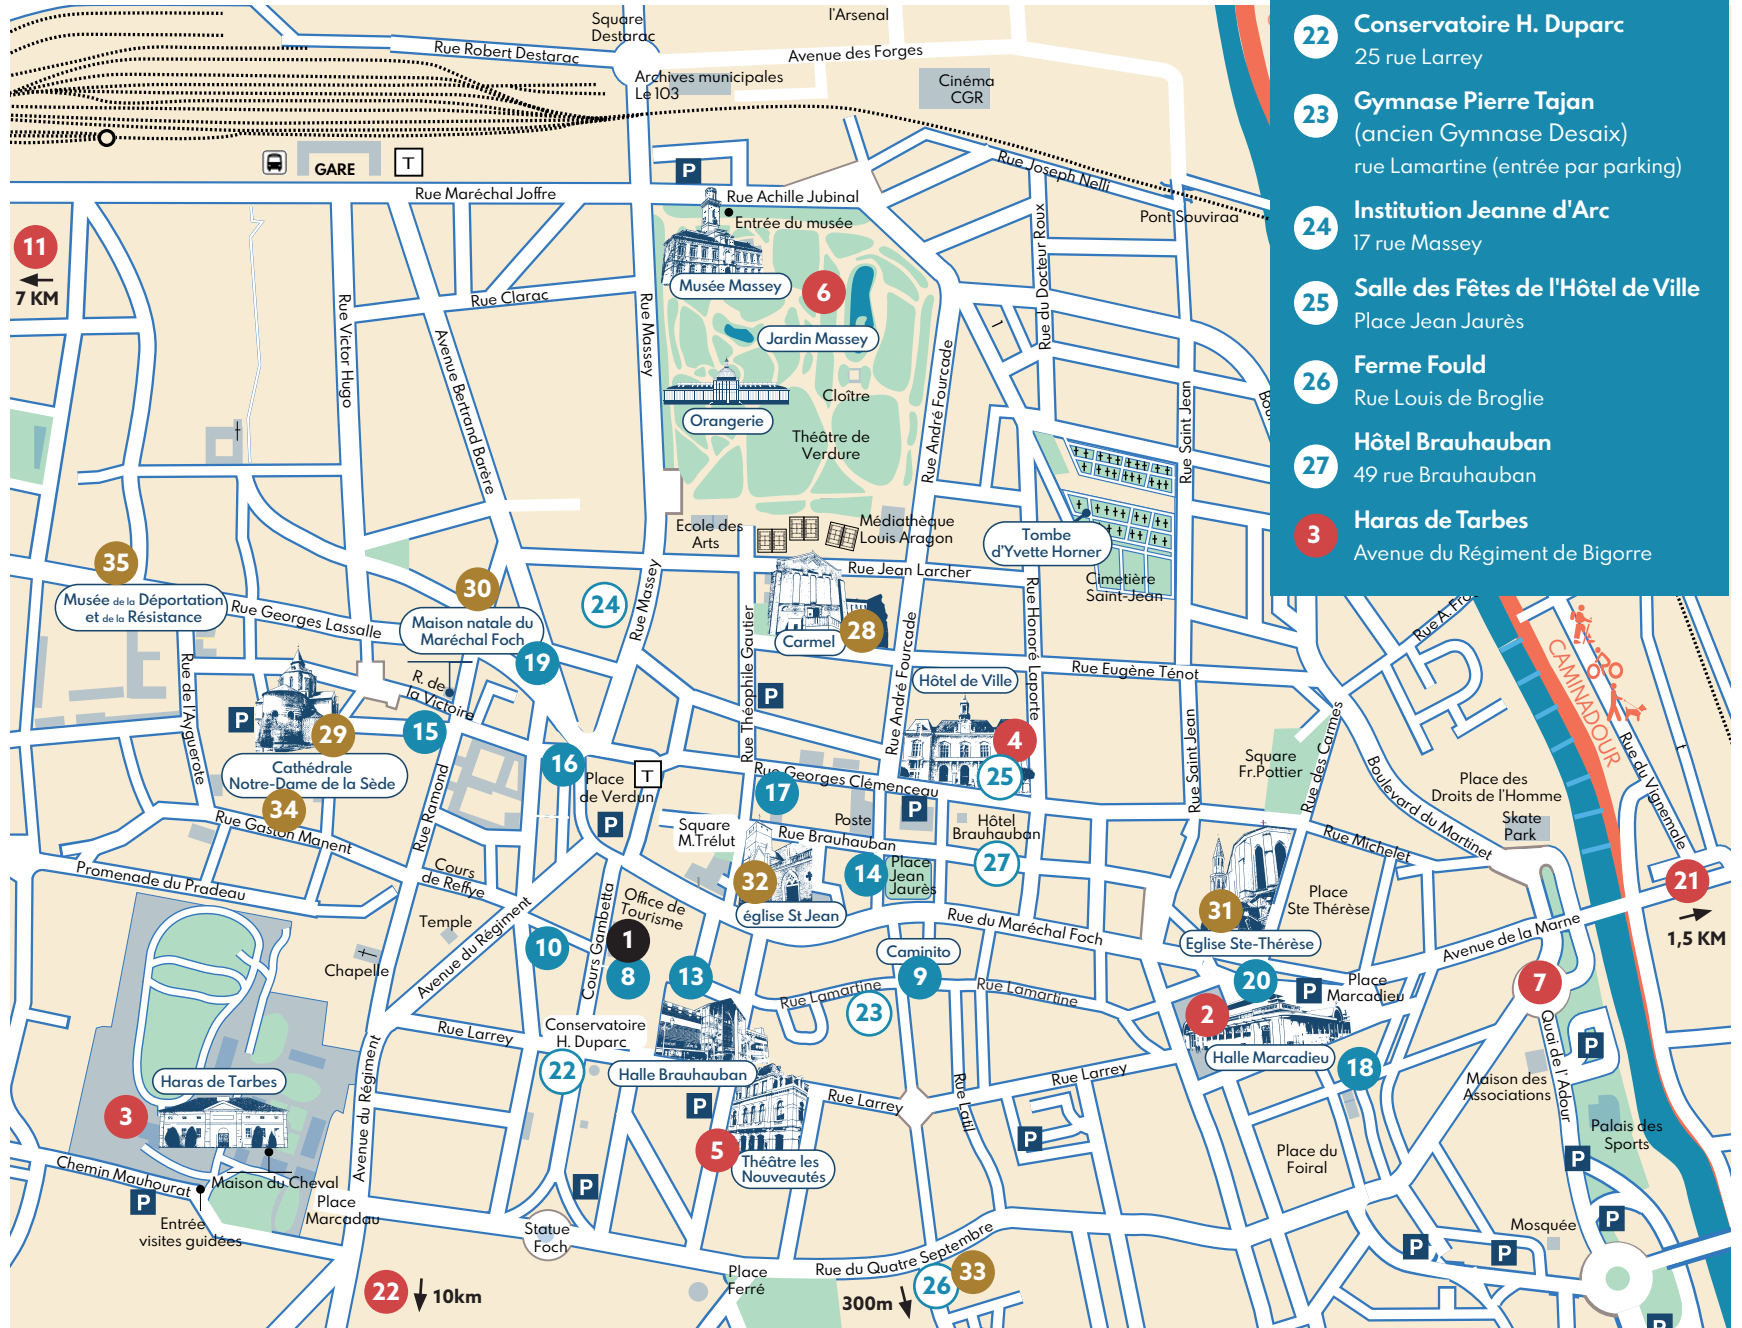 22
Conservatoire H. Duparc
25 rue Larrey
23
Gymnase Pierre Tajan
(ancien Gymnase Desaix)
rue Lamartine (entrée par parking)
24
Institution Jeanne d'Arc
17 rue Massey
25
Salle des Fêtes de l'Hôtel de Ville
Place Jean Jaurès
26
Ferme Fould
Rue Louis de Broglie
27
Hôtel Brauhauban
49 rue Brauhauban
3
Haras de Tarbes
Avenue du Régiment de Bigorre
Square
Destarac
l'Arsenal
Rue Robert Destarac
Avenue des Forges
Archives municipales
Le 103
Cinéma
CGR
GARE
T
P
Rue Maréchal Joffre
Rue Achille Jubinal
Entrée du musée
Rue Joseph Nelli
Pont Souviraa
11
7 KM
Musée Massey
6
Jardin Massey
Rue Clarac
Rue Victor Hugo
Avenue Bertrand Barère
Rue Massey
Rue du Docteur Roux
Rue André Fourcade
Rue Saint Jean
Cloître
Orangerie
Théâtre de
Verdure
Ecole des
Arts
Médiathèque
Louis Aragon
Tombe
d'Yvette Horner
Cimetière
Saint-Jean
Rue Jean Larcher
35
Musée de la Déportation
et de la Résistance
Rue Georges Lassalle
30
Maison natale du
Maréchal Foch
19
24
Rue Massey
Carmel
28
Rue Théophile Gautier
Rue André Fourcade
Rue Honoré Laporte
Rue Eugène Ténot
CAMINADOUR
Rue du Vignemale
Rue de l'Ayguerote
R. de
la Victoire
P
29
Cathédrale
Notre-Dame de la Sède
34
Rue Gaston Manent
15
16
Place
de Verdun
T
P
P
Hôtel de Ville
4
25
Rue Georges Clémenceau
17
Rue Saint Jean
Square
Fr.Pottier
Rue des Carmes
Boulevard du Martinet
Place des
Droits de l'Homme
Skate
Park
Rue Ramond
Square
M.Trélut
Poste
P
Hôtel
Brauhauban
Rue Brauhauban
27
14
Place
Jean
Jaurès
32
église St Jean
Rue Michelet
Promenade du Pradeau
Cours
de Reffye
Temple
Avenue du Régiment
Chapelle
10
Cours Gambetta
Office de
Tourisme
1
8
13
Rue du Maréchal Foch
Caminito
9
Rue Lamartine
Rue Lamartine
23
31
Eglise Ste-Thérèse
Place
Ste Thérèse
Avenue de la Marne
21
1,5 KM
20
P
Place
Marcadieu
7
2
Halle Marcadieu
18
Quai de l'Adour
P
Rue Larrey
Conservatoire
H. Duparc
22
Halle Brauhauban
P
Haras de Tarbes
3
Avenue du Régiment
5
Théâtre les
Nouveautés
Rue Larrey
Rue Latil
Rue Larrey
P
Maison des
Associations
Palais des
Sports
P
Place du
Foiral
Chemin Mauhourat
P
Maison du Cheval
Entrée
visites guidées
Place
Marcadau
P
Statue
Foch
Mosquée
P
P
P
22
10km
Place
Ferré
Rue du Quatre Septembre
300m
26
33
P